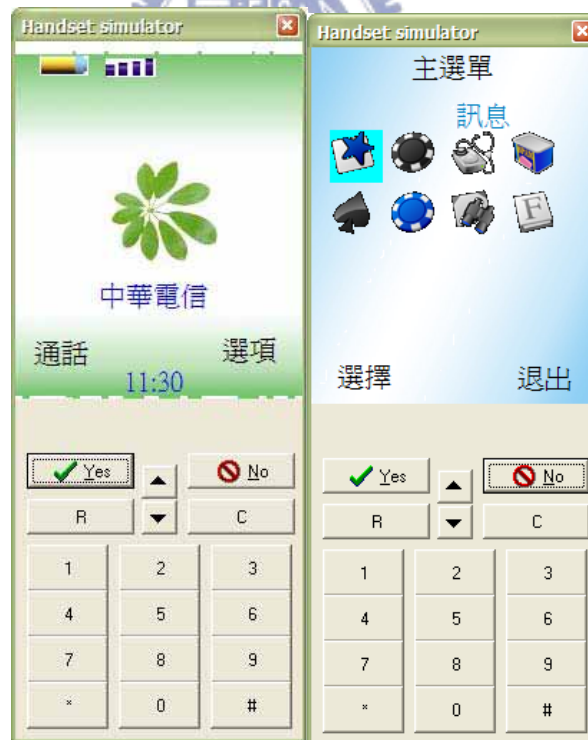 Handset simulator
中華電信
通話 選項
11:30
Yes No
R C
1 2 3
4 5 6
7 8 9
* 0 #
Handset simulator
主選單
訊息
F
選擇 退出
Yes No
R C
1 2 3
4 5 6
7 8 9
* 0 #